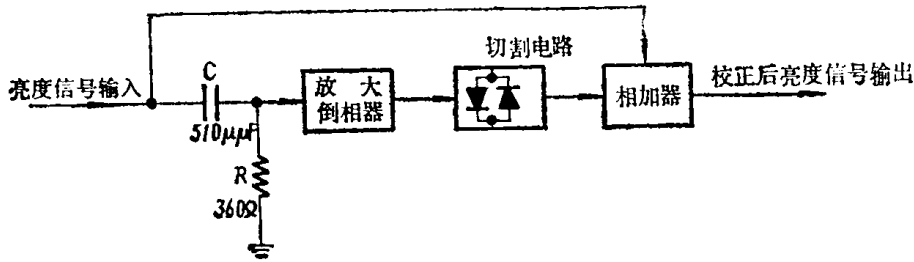 切割电路
亮度信号输入
C
510μμF
放大
倒相器
相加器
校正后亮度信号输出
R
360Ω